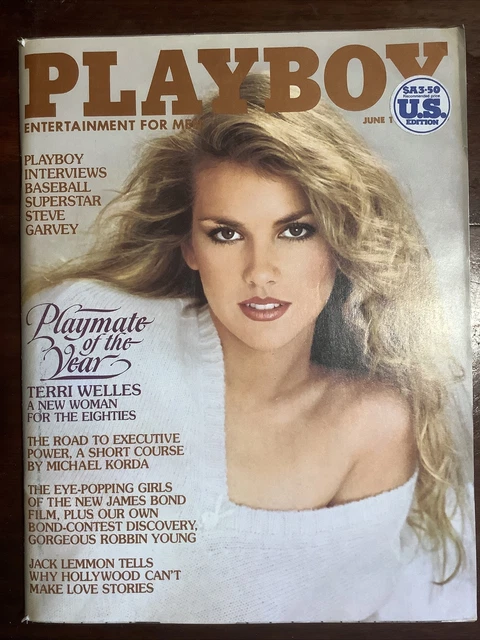 PLAYBOY
ENTERTAINMENT FOR ME
JUNE 1
$A3·50
Recommended price
U.S.
EDITION
PLAYBOY
INTERVIEWS
BASEBALL
SUPERSTAR
STEVE
GARVEY
Playmate
of the
Year
TERRI WELLES
A NEW WOMAN
FOR THE EIGHTIES
THE ROAD TO EXECUTIVE
POWER, A SHORT COURSE
BY MICHAEL KORDA
THE EYE-POPPING GIRLS
OF THE NEW JAMES BOND
FILM, PLUS OUR OWN
BOND-CONTEST DISCOVERY,
GORGEOUS ROBBIN YOUNG
JACK LEMMON TELLS
WHY HOLLYWOOD CAN'T
MAKE LOVE STORIES